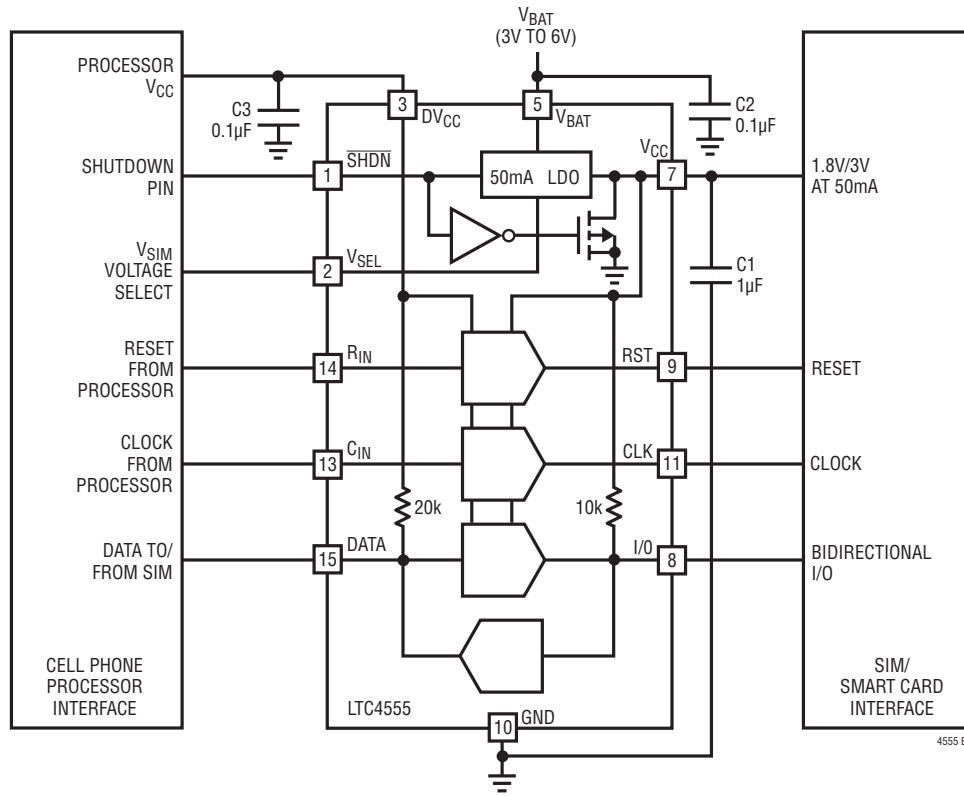 V_BAT
(3V TO 6V)
PROCESSOR
V_CC
C3
0.1µF
3
DV_CC
5
V_BAT
C2
0.1µF
SHUTDOWN
PIN
1
SHDN
50mA LDO
V_CC
7
1.8V/3V
AT 50mA
V_SIM
VOLTAGE
SELECT
2
V_SEL
C1
1µF
RESET
FROM
PROCESSOR
14
R_IN
RST
9
RESET
CLOCK
FROM
PROCESSOR
13
C_IN
CLK
11
CLOCK
20k
10k
DATA TO/
FROM SIM
15
DATA
I/O
8
BIDIRECTIONAL
I/O
CELL PHONE
PROCESSOR
INTERFACE
LTC4555
10
GND
SIM/
SMART CARD
INTERFACE
4555